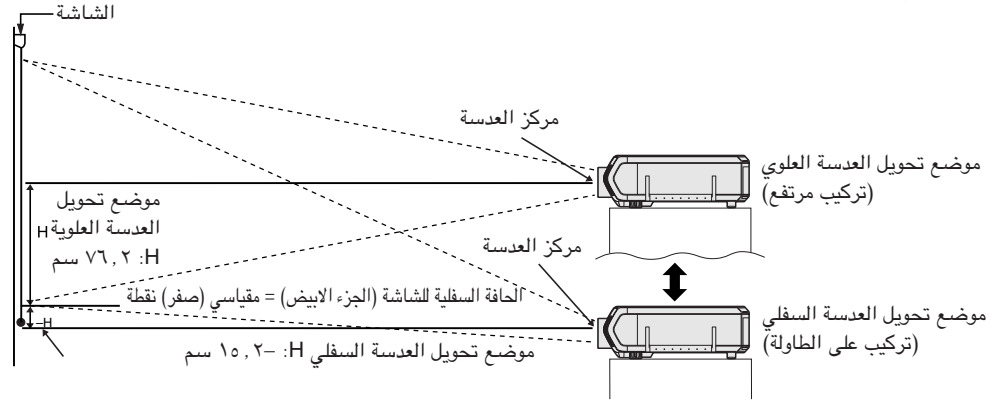 الشاشة
مركز العدسة
موضع تحويل العدسة العلوي
(تركيب مرتفع)
موضع تحويل
العدسة العلوية
H
H: ٧٦,٢ سم
مركز العدسة
الحافة السفلية للشاشة (الجزء الابيض) = مقياسي (صفر) نقطة
موضع تحويل العدسة السفلي
(تركيب على الطاولة)
–H
موضع تحويل العدسة السفلي H: –١٥,٢ سم